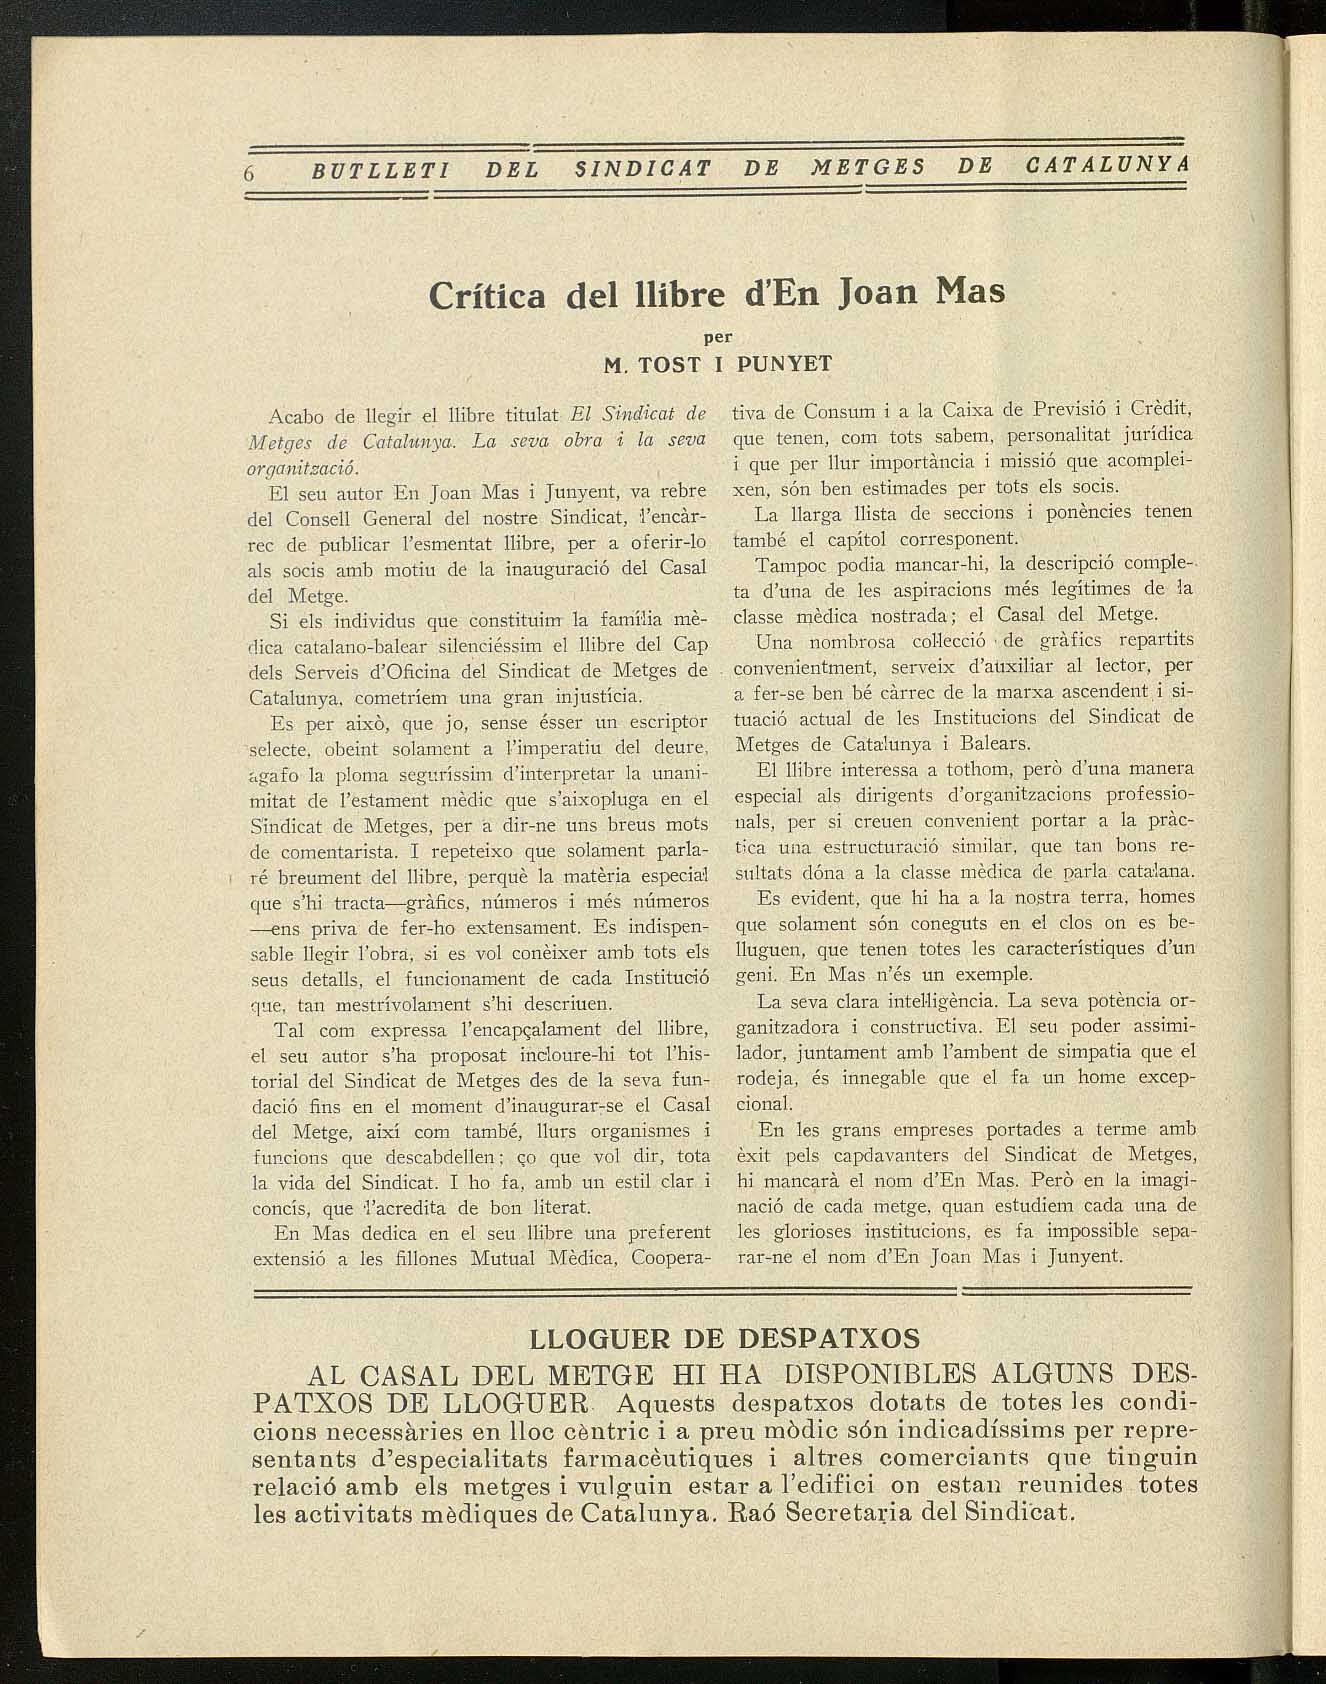 6 BUTLLETI DEL SINDICAT DE METGES DE CATALUNYA
Crítica del llibre d'En Joan Mas
per
M. TOST I PUNYET
Acabo de llegir el llibre titulat El Sindicat de
Metges de Catalunya. La seva obra i la seva
organització.
El seu autor En Joan Mas i Junyent, va rebre
del Consell General del nostre Sindicat, l'encàr-
rec de publicar l'esmentat llibre, per a oferir-lo
als socis amb motiu de la inauguració del Casal
del Metge.
Si els individus que constituim la família mè-
dica catalano-balear silenciéssim el llibre del Cap
dels Serveis d'Oficina del Sindicat de Metges de
Catalunya, cometríem una gran injustícia.
Es per això, que jo, sense ésser un escriptor
selecte, obeint solament a l'imperatiu del deure,
agafo la ploma seguríssim d'interpretar la unani-
mitat de l'estament mèdic que s'aixopluga en el
Sindicat de Metges, per a dir-ne uns breus mots
de comentarista. I repeteixo que solament parla-
ré breument del llibre, perquè la matèria especial
que s'hi tracta—gràfics, números i més números
—ens priva de fer-ho extensament. Es indispen-
sable llegir l'obra, si es vol conèixer amb tots els
seus detalls, el funcionament de cada Institució
que, tan mestrívolament s'hi descriuen.
Tal com expressa l'encapçalament del llibre,
el seu autor s'ha proposat incloure-hi tot l'his-
torial del Sindicat de Metges des de la seva fun-
dació fins en el moment d'inaugurar-se el Casal
del Metge, així com també, llurs organismes i
funcions que descabdellen; ço que vol dir, tota
la vida del Sindicat. I ho fa, amb un estil clar i
concís, que l'acredita de bon literat.
En Mas dedica en el seu llibre una preferent
extensió a les fillones Mutual Mèdica, Coopera-
tiva de Consum i a la Caixa de Previsió i Crèdit,
que tenen, com tots sabem, personalitat jurídica
i que per llur importància i missió que acomplei-
xen, són ben estimades per tots els socis.
La llarga llista de seccions i ponències tenen
també el capítol corresponent.
Tampoc podia mancar-hi, la descripció comple-
ta d'una de les aspiracions més legítimes de la
classe mèdica nostrada; el Casal del Metge.
Una nombrosa col·lecció de gràfics repartits
convenientment, serveix d'auxiliar al lector, per
a fer-se ben bé càrrec de la marxa ascendent i si-
tuació actual de les Institucions del Sindicat de
Metges de Catalunya i Balears.
El llibre interessa a tothom, però d'una manera
especial als dirigents d'organitzacions professio-
nals, per si creuen convenient portar a la pràc-
tica una estructuració similar, que tan bons re-
sultats dóna a la classe mèdica de parla catalana.
Es evident, que hi ha a la nostra terra, homes
que solament són coneguts en el clos on es be-
lluguen, que tenen totes les característiques d'un
geni. En Mas n'és un exemple.
La seva clara intel·ligència. La seva potència or-
ganitzadora i constructiva. El seu poder assimi-
lador, juntament amb l'ambent de simpatia que el
rodeja, és innegable que el fa un home excep-
cional.
En les grans empreses portades a terme amb
èxit pels capdavanters del Sindicat de Metges,
hi mancarà el nom d'En Mas. Però en la imagi-
nació de cada metge, quan estudiem cada una de
les glorioses institucions, es fa impossible sepa-
rar-ne el nom d'En Joan Mas i Junyent.
LLOGUER DE DESPATXOS
AL CASAL DEL METGE HI HA DISPONIBLES ALGUNS DES-
PATXOS DE LLOGUER. Aquests despatxos dotats de totes les condi-
cions necessàries en lloc cèntric i a preu mòdic són indicadíssims per repre-
sentants d'especialitats farmacèutiques i altres comerciants que tinguin
relació amb els metges i vulguin estar a l'edifici on estan reunides totes
les activitats mèdiques de Catalunya. Raó Secretaria del Sindicat.